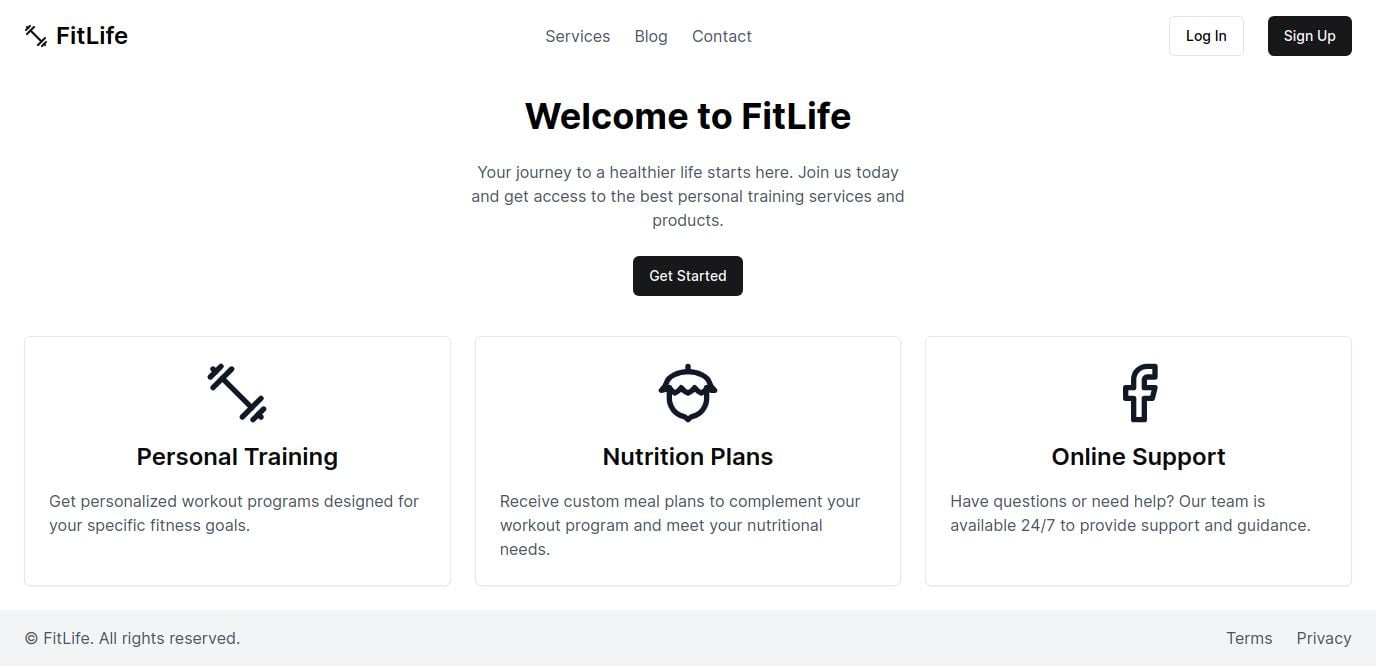 FitLife
Services Blog Contact
Log In
Sign Up
Welcome to FitLife
Your journey to a healthier life starts here. Join us today
and get access to the best personal training services and
products.
Get Started
Personal Training
Get personalized workout programs designed for
your specific fitness goals.
Nutrition Plans
Receive custom meal plans to complement your
workout program and meet your nutritional
needs.
Online Support
Have questions or need help? Our team is
available 24/7 to provide support and guidance.
© FitLife. All rights reserved.
Terms Privacy